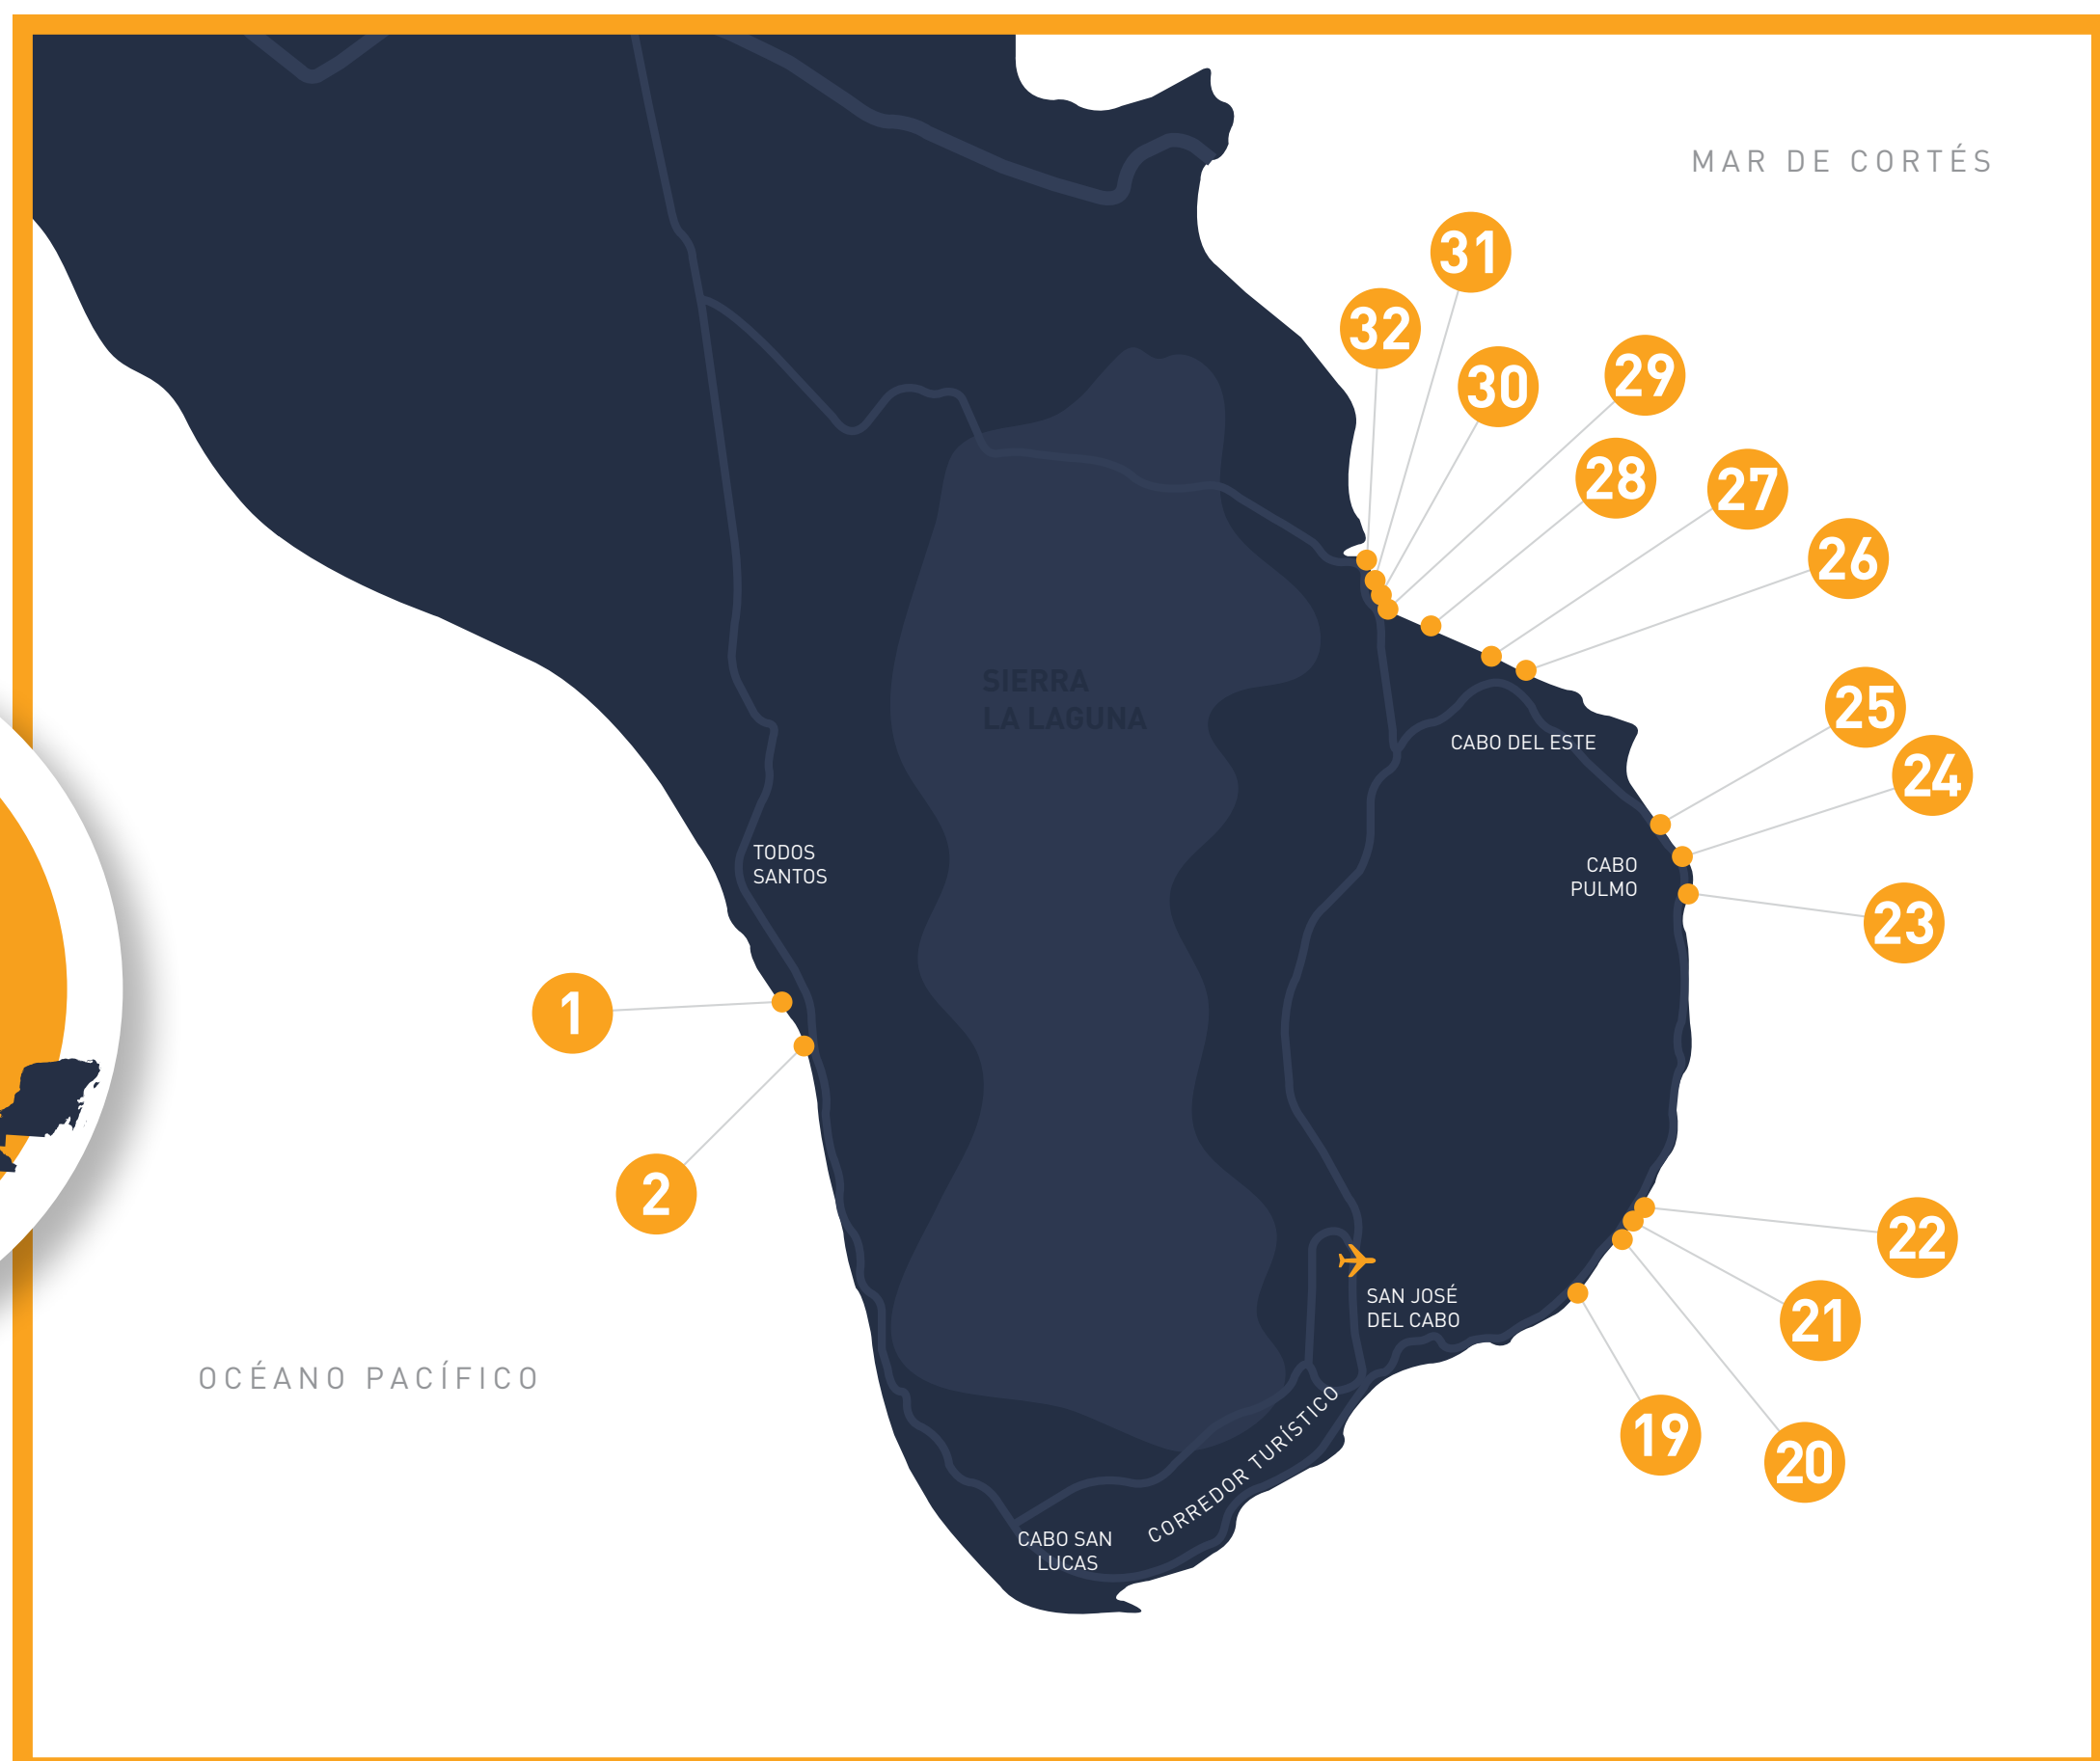 MAR DE CORTÉS
31
32
29
30
28
27
26
SIERRA
LA LAGUNA
25
CABO DEL ESTE
24
TODOS
SANTOS
CABO
PULMO
23
1
2
22
SAN JOSÉ
DEL CABO
21
OCÉANO PACÍFICO
19
20
CORREDOR TURÍSTICO
CABO SAN
LUCAS